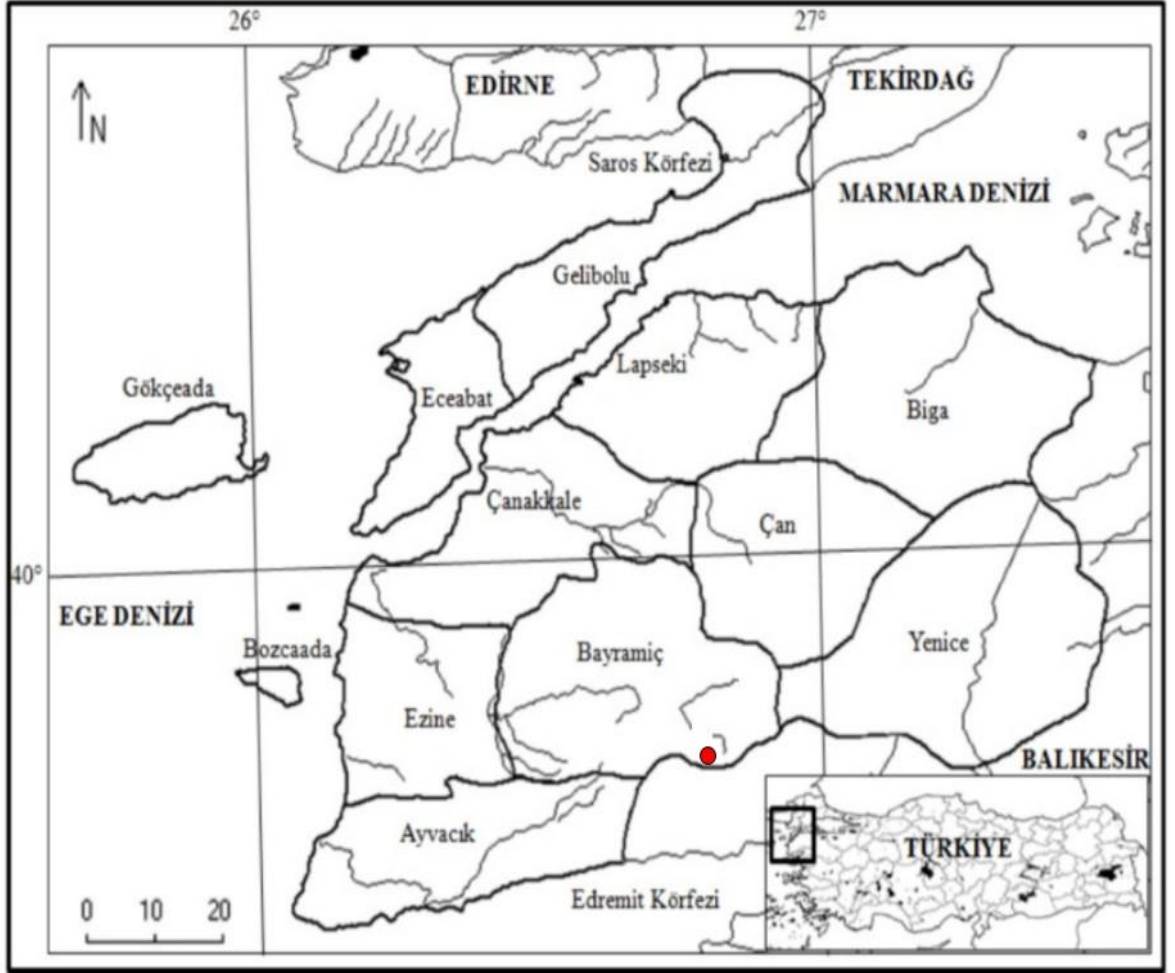 26°
27°
EDİRNE
TEKİRDAĞ
N
Saros Körfezi
MARMARA DENİZİ
Gelibolu
Lapseki
Gökçeada
Eceabat
Biga
Çanakkale
Çan
40°
EGE DENİZİ
Bozcaada
Bayramiç
Yenice
Ezine
BALIKESİR
Ayvacık
TÜRKİYE
Edremit Körfezi
0 10 20